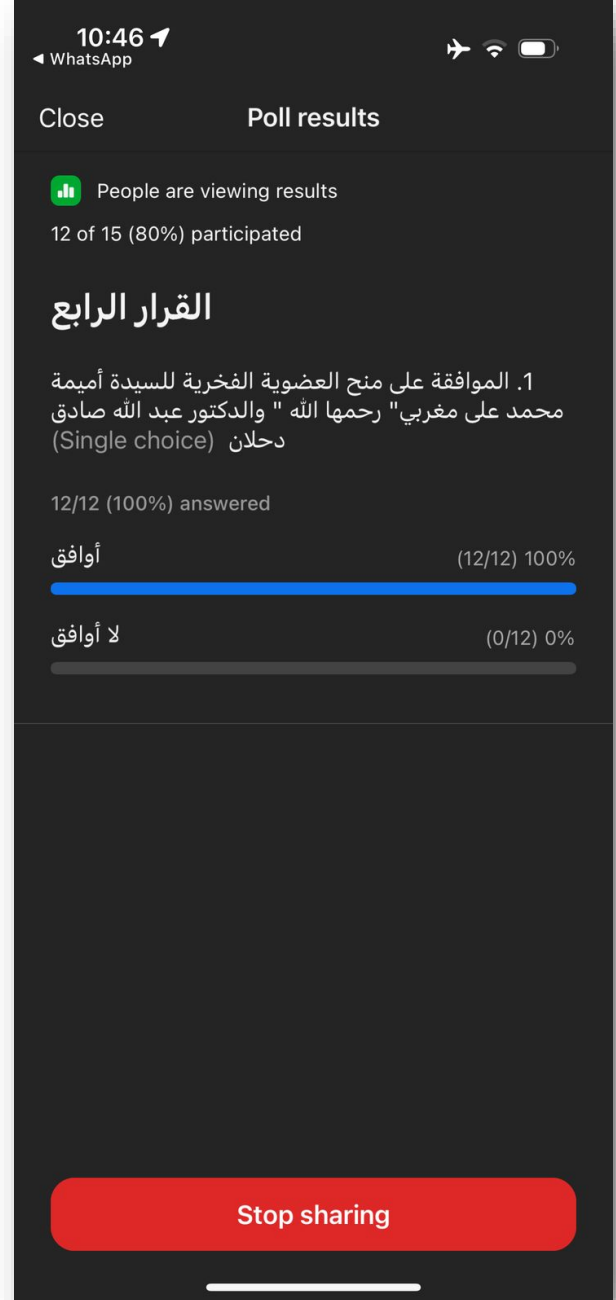 10:46
◀ WhatsApp
Close
Poll results
People are viewing results
12 of 15 (80%) participated
القرار الرابع
1. الموافقة على منح العضوية الفخرية للسيدة أميمة
محمد على مغربي" رحمها الله " والدكتور عبد الله صادق
دحلان (Single choice)
12/12 (100%) answered
أوافق
(12/12) 100%
لا أوافق
(0/12) 0%
Stop sharing